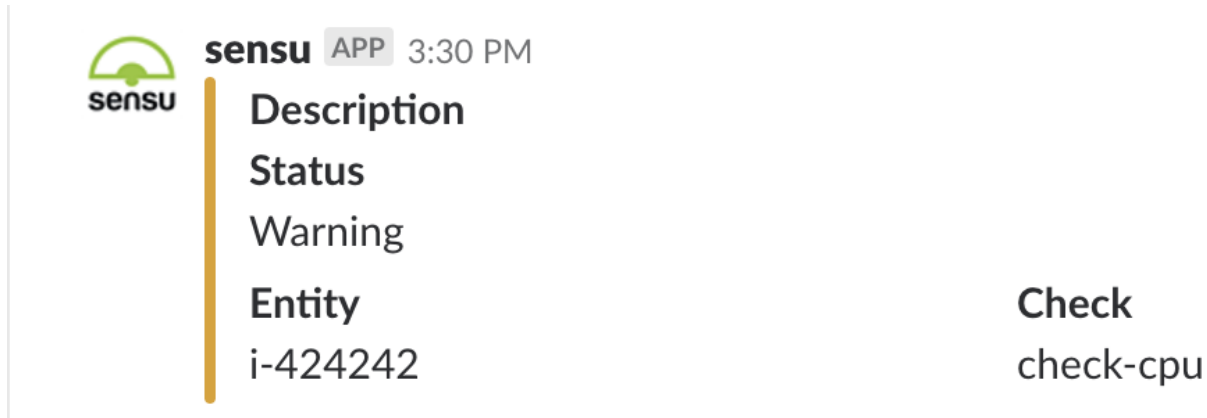 sensu
sensu APP 3:30 PM
Description
Status
Warning
Entity Check
i-424242 check-cpu